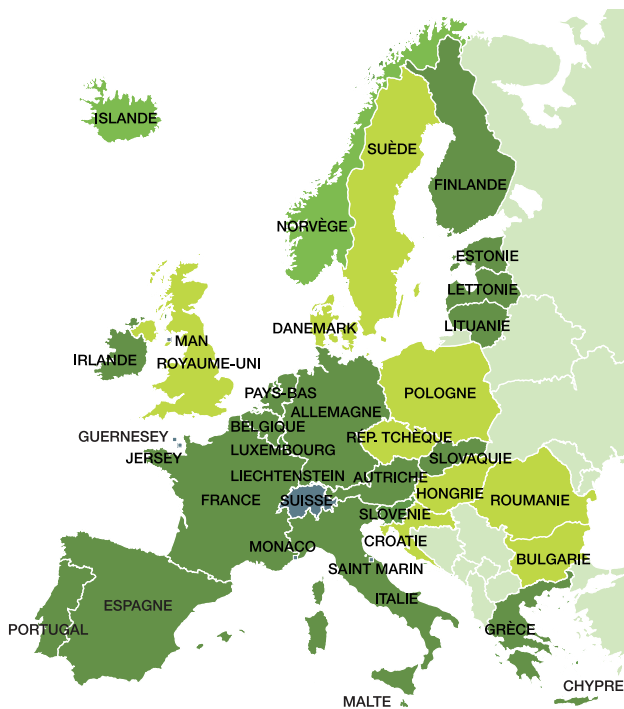 ISLANDE
SUÈDE
FINLANDE
NORVÈGE
ESTONIE
LETTONIE
LITUANIE
DANEMARK
MAN
IRLANDE
ROYAUME-UNI
PAYS-BAS
POLOGNE
ALLEMAGNE
BELGIQUE
GUERNESEY
RÉP. TCHÈQUE
JERSEY
LUXEMBOURG
SLOVAQUIE
LIECHTENSTEIN
AUTRICHE
FRANCE
SUISSE
HONGRIE
ROUMANIE
SLOVENIE
MONACO
CROATIE
BULGARIE
SAINT MARIN
ESPAGNE
ITALIE
PORTUGAL
GRÈCE
CHYPRE
MALTE